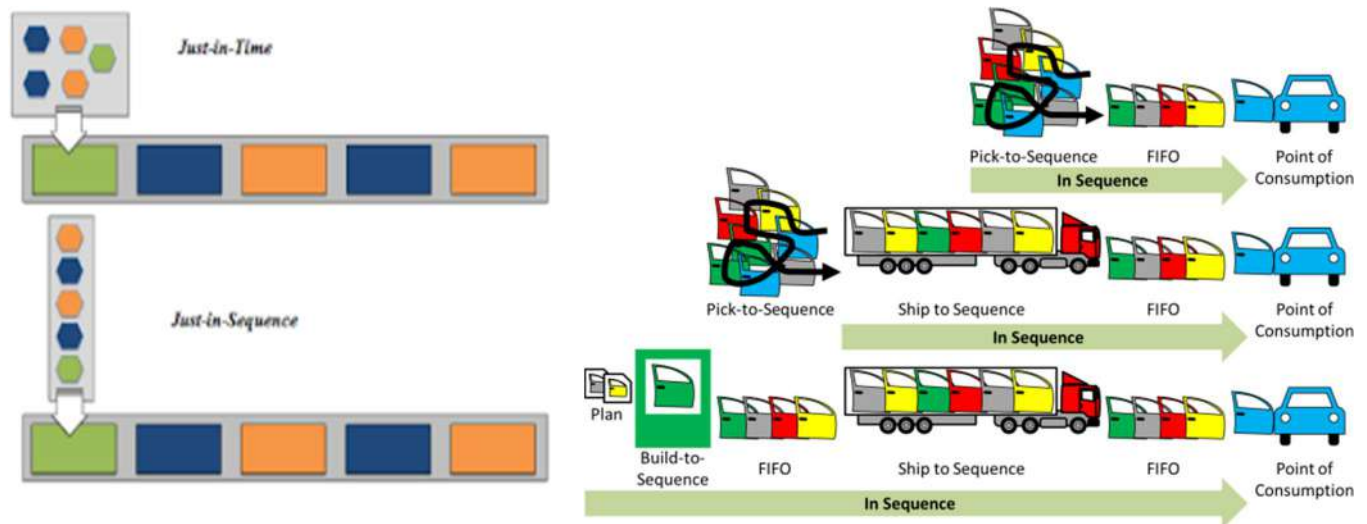 Just-in-Time
Just-in-Sequence
Pick-to-Sequence
FIFO
Point of
Consumption
In Sequence
Pick-to-Sequence
Ship to Sequence
FIFO
Point of
Consumption
In Sequence
Plan
Build-to-
Sequence
FIFO
Ship to Sequence
FIFO
Point of
Consumption
In Sequence